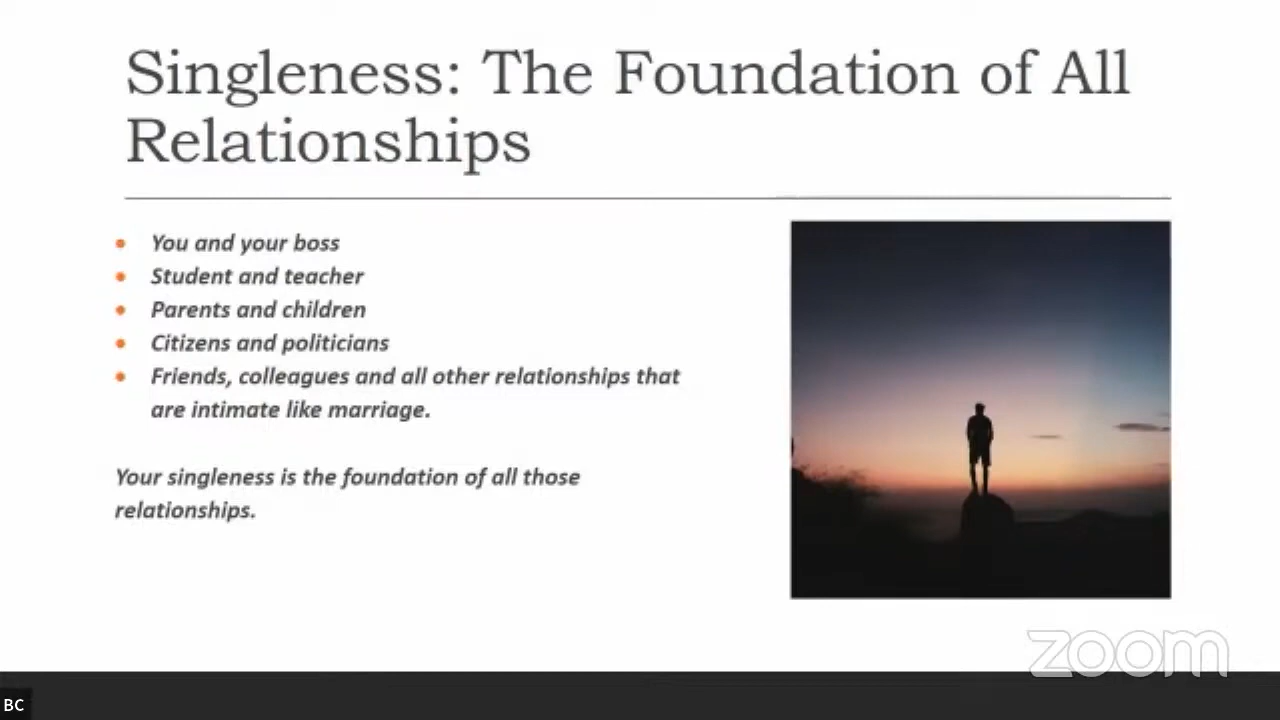 Singleness: The Foundation of All
Relationships
You and your boss
Student and teacher
Parents and children
Citizens and politicians
Friends, colleagues and all other relationships that
are intimate like marriage.
Your singleness is the foundation of all those
relationships.
zoom
BC